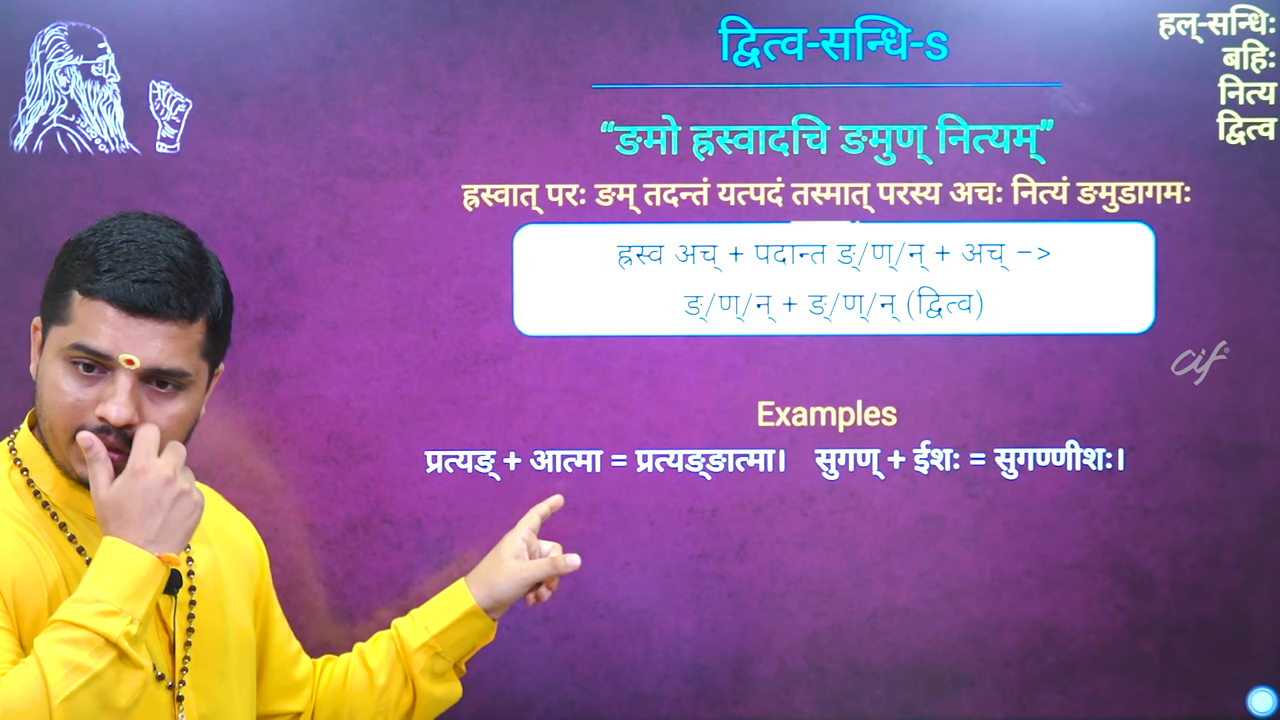 द्वित्व-सन्धि-s
हल्-सन्धिः
बहिः
नित्य
द्वित्व
“ङमो ह्रस्वादचि ङमुण् नित्यम्”
ह्रस्वात् परः ङम् तदन्तं यत्पदं तस्मात् परस्य अचः नित्यं ङमुडागमः
ह्रस्व अच् + पदान्त ङ्/ण्/न् + अच् –>
ङ्/ण्/न् + ङ्/ण्/न् (द्वित्व)
cif
Examples
प्रत्यङ् + आत्मा = प्रत्यङ्ङात्मा।   सुगण् + ईशः = सुगण्णीशः।